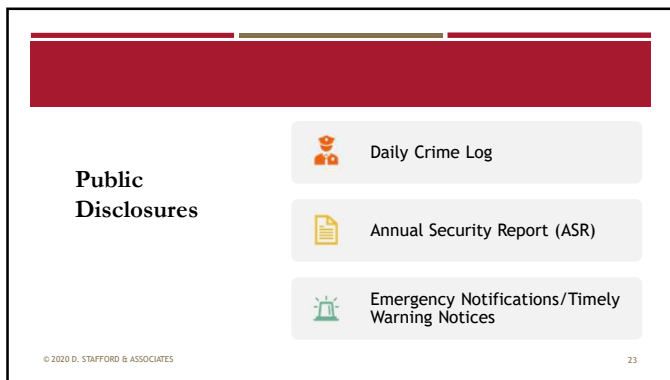 Public
Disclosures
Daily Crime Log
Annual Security Report (ASR)
Emergency Notifications/Timely
Warning Notices
© 2020 D. STAFFORD & ASSOCIATES
23